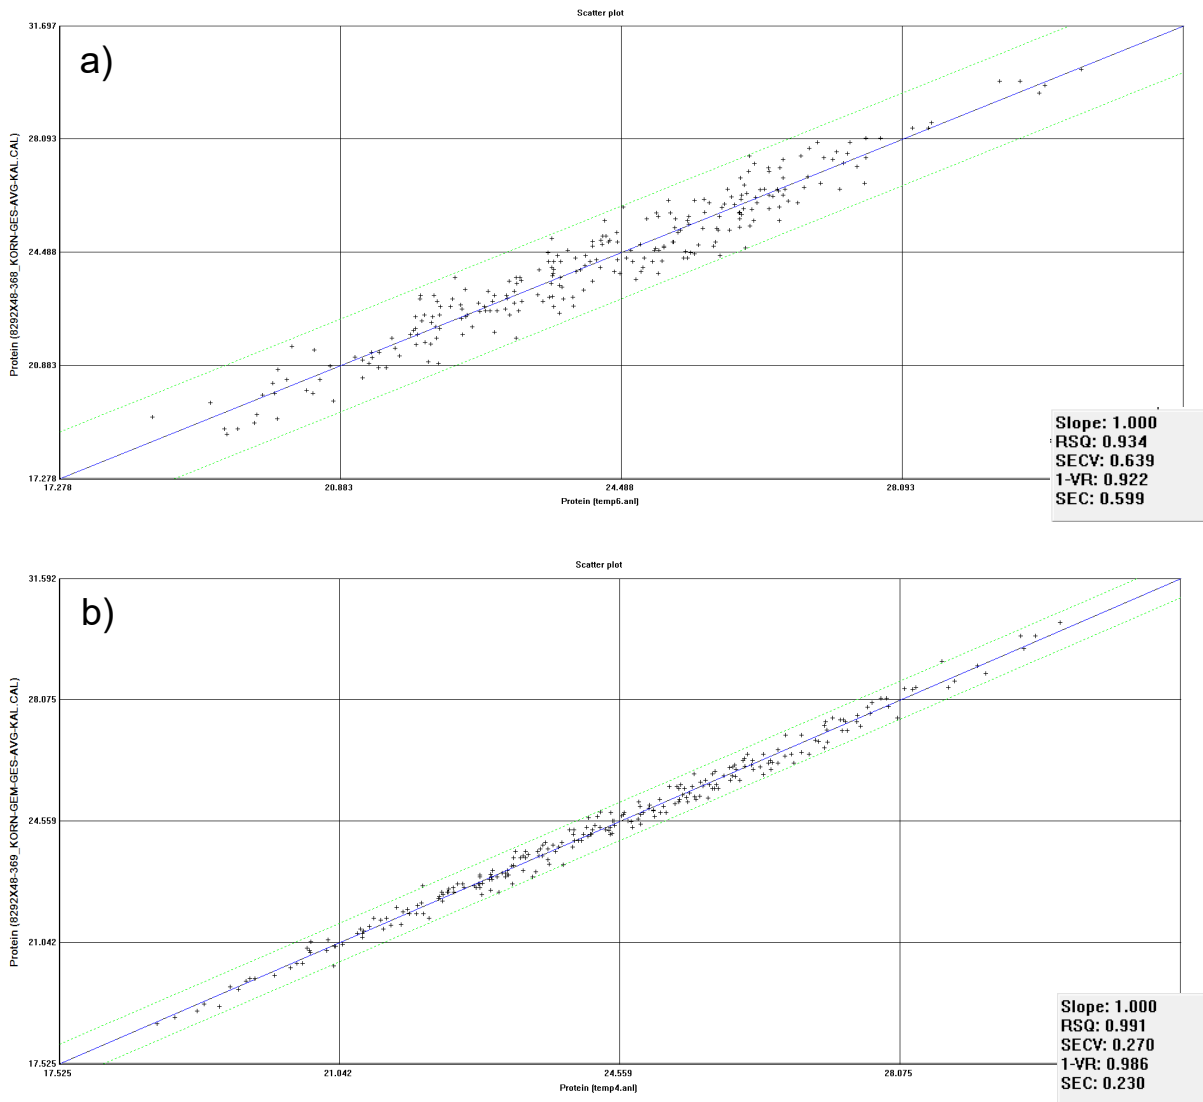 Scatter plot
31.697
a)
28.093
24.488
20.883
17.278
Protein (8292X48-368_KORN-GES-AVG-KAL.CAL)
17.278 20.883 24.488 28.093
Protein (temp6.anl)
Slope: 1.000
RSQ: 0.934
SECV: 0.639
1-VR: 0.922
SEC: 0.599
Scatter plot
31.592
b)
28.075
24.559
21.042
17.525
Protein (8292X48-369_KORN-GEM-GES-AVG-KAL.CAL)
17.525 21.042 24.559 28.075
Protein (temp4.anl)
Slope: 1.000
RSQ: 0.991
SECV: 0.270
1-VR: 0.986
SEC: 0.230